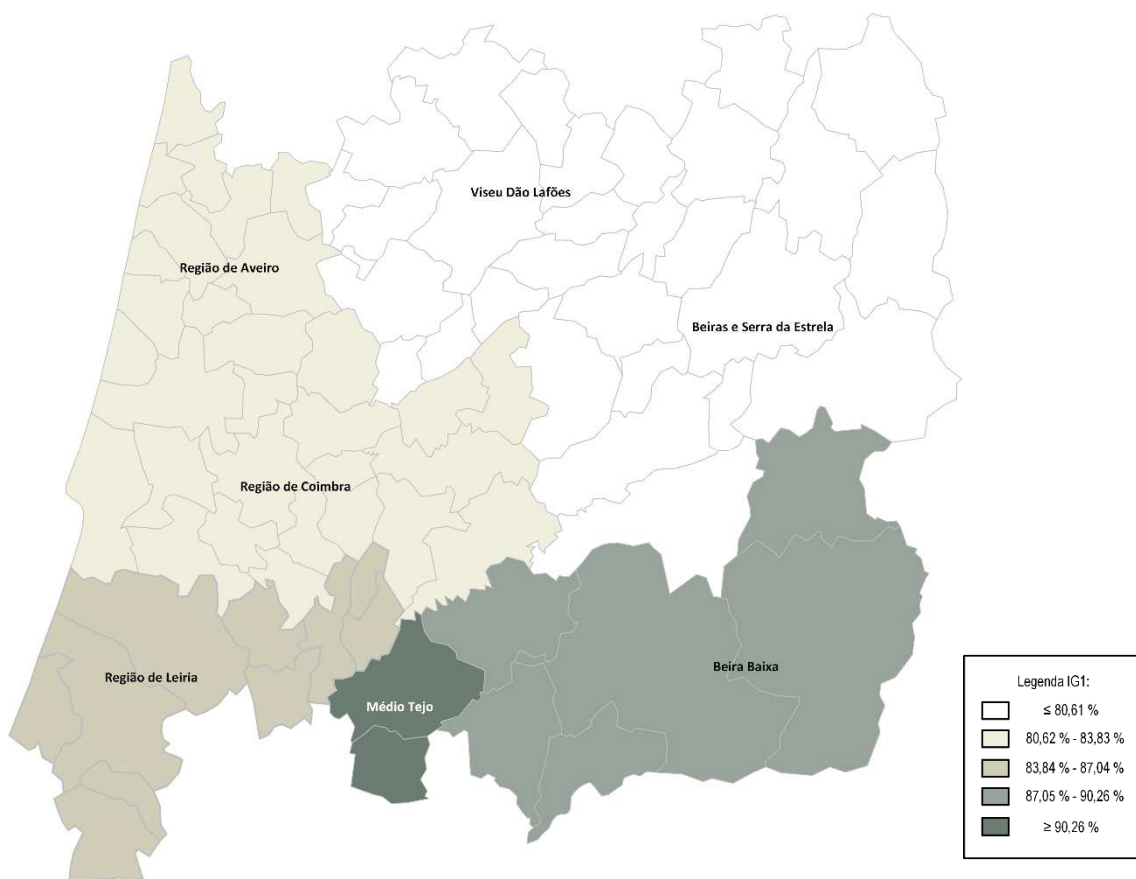 Viseu Dão Lafões
Região de Aveiro
Beiras e Serra da Estrela
Região de Coimbra
Região de Leiria
Médio Tejo
Beira Baixa
Legenda IG1:
≤ 80,61 %
80,62 % - 83,83 %
83,84 % - 87,04 %
87,05 % - 90,26 %
≥ 90,26 %